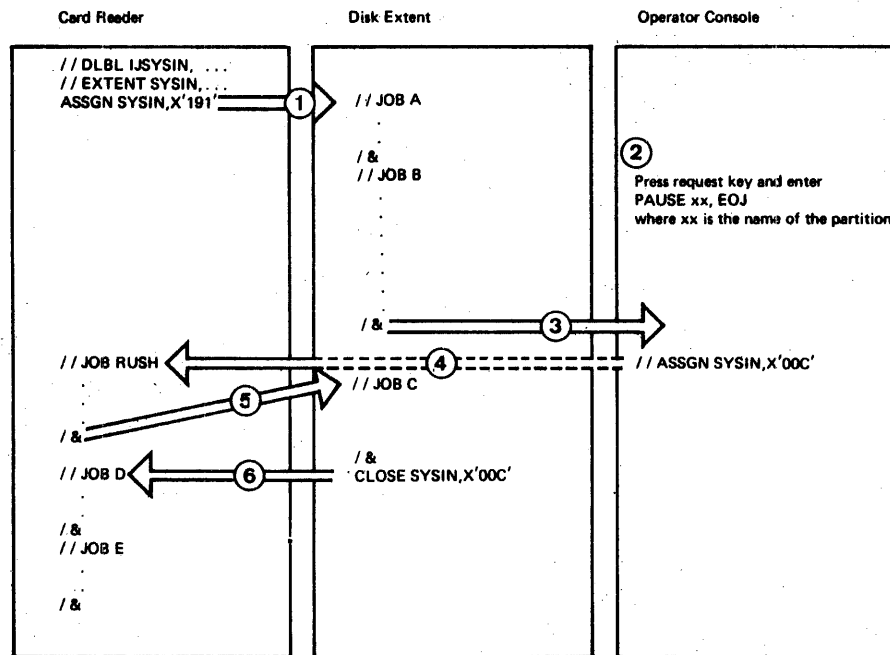 Card Reader
Disk Extent
Operator Console
// DLBL IJSYSIN, ...
// EXTENT SYSIN,...
ASSGN SYSIN,X'191'
1
// JOB A
.
.
/ &
// JOB B
.
.
.
.
.
.
/ &
2
Press request key and enter
PAUSE xx, EOJ
where xx is the name of the partition
3
// JOB RUSH
4
// ASSGN SYSIN,X'00C'
.
.
/ &
5
// JOB C
/ &
CLOSE SYSIN,X'00C'
6
// JOB D
.
.
/ &
// JOB E
.
.
/ &